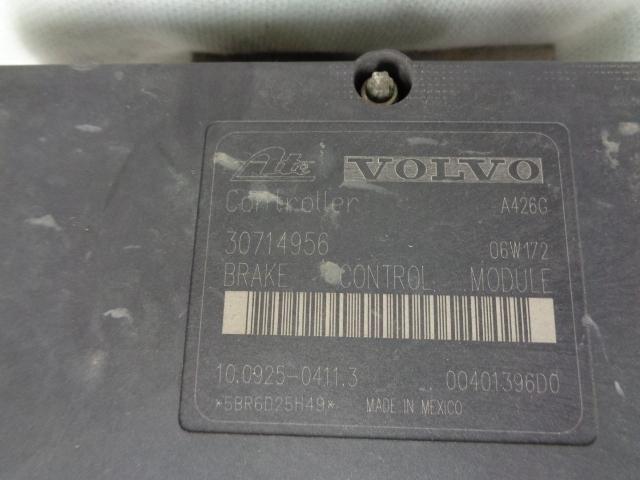 Ate VOLVO
Controller A426G
30714956 06W172
BRAKE CONTROL MODULE
10.0925-0411.3 00401396D0
*5BR6D25H49* MADE IN MEXICO